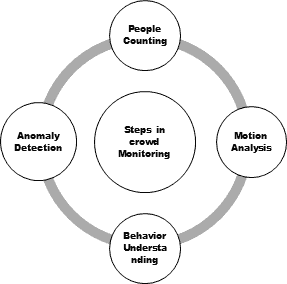 People
Counting
Anomaly
Detection
Steps in
crowd
Monitoring
Motion
Analysis
Behavior
Understa
nding